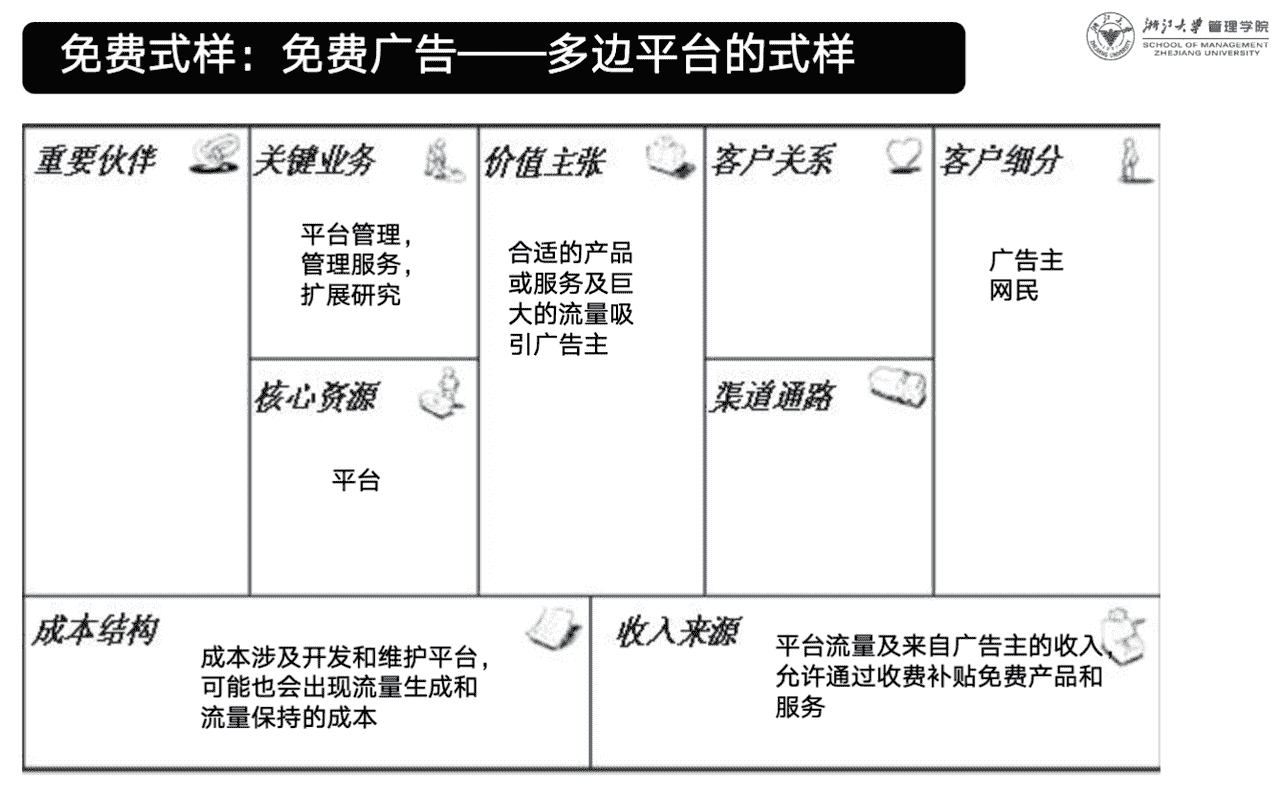 免费式样：免费广告——多边平台的式样
浙江大学管理学院
SCHOOL OF MANAGEMENT
ZHEJIANG UNIVERSITY
重要伙伴
关键业务
平台管理，
管理服务，
扩展研究
核心资源
平台
价值主张
合适的产品
或服务及巨
大的流量吸
引广告主
客户关系
渠道通路
客户细分
广告主
网民
成本结构
成本涉及开发和维护平台，
可能也会出现流量生成和
流量保持的成本
收入来源
平台流量及来自广告主的收入，
允许通过收费补贴免费产品和
服务